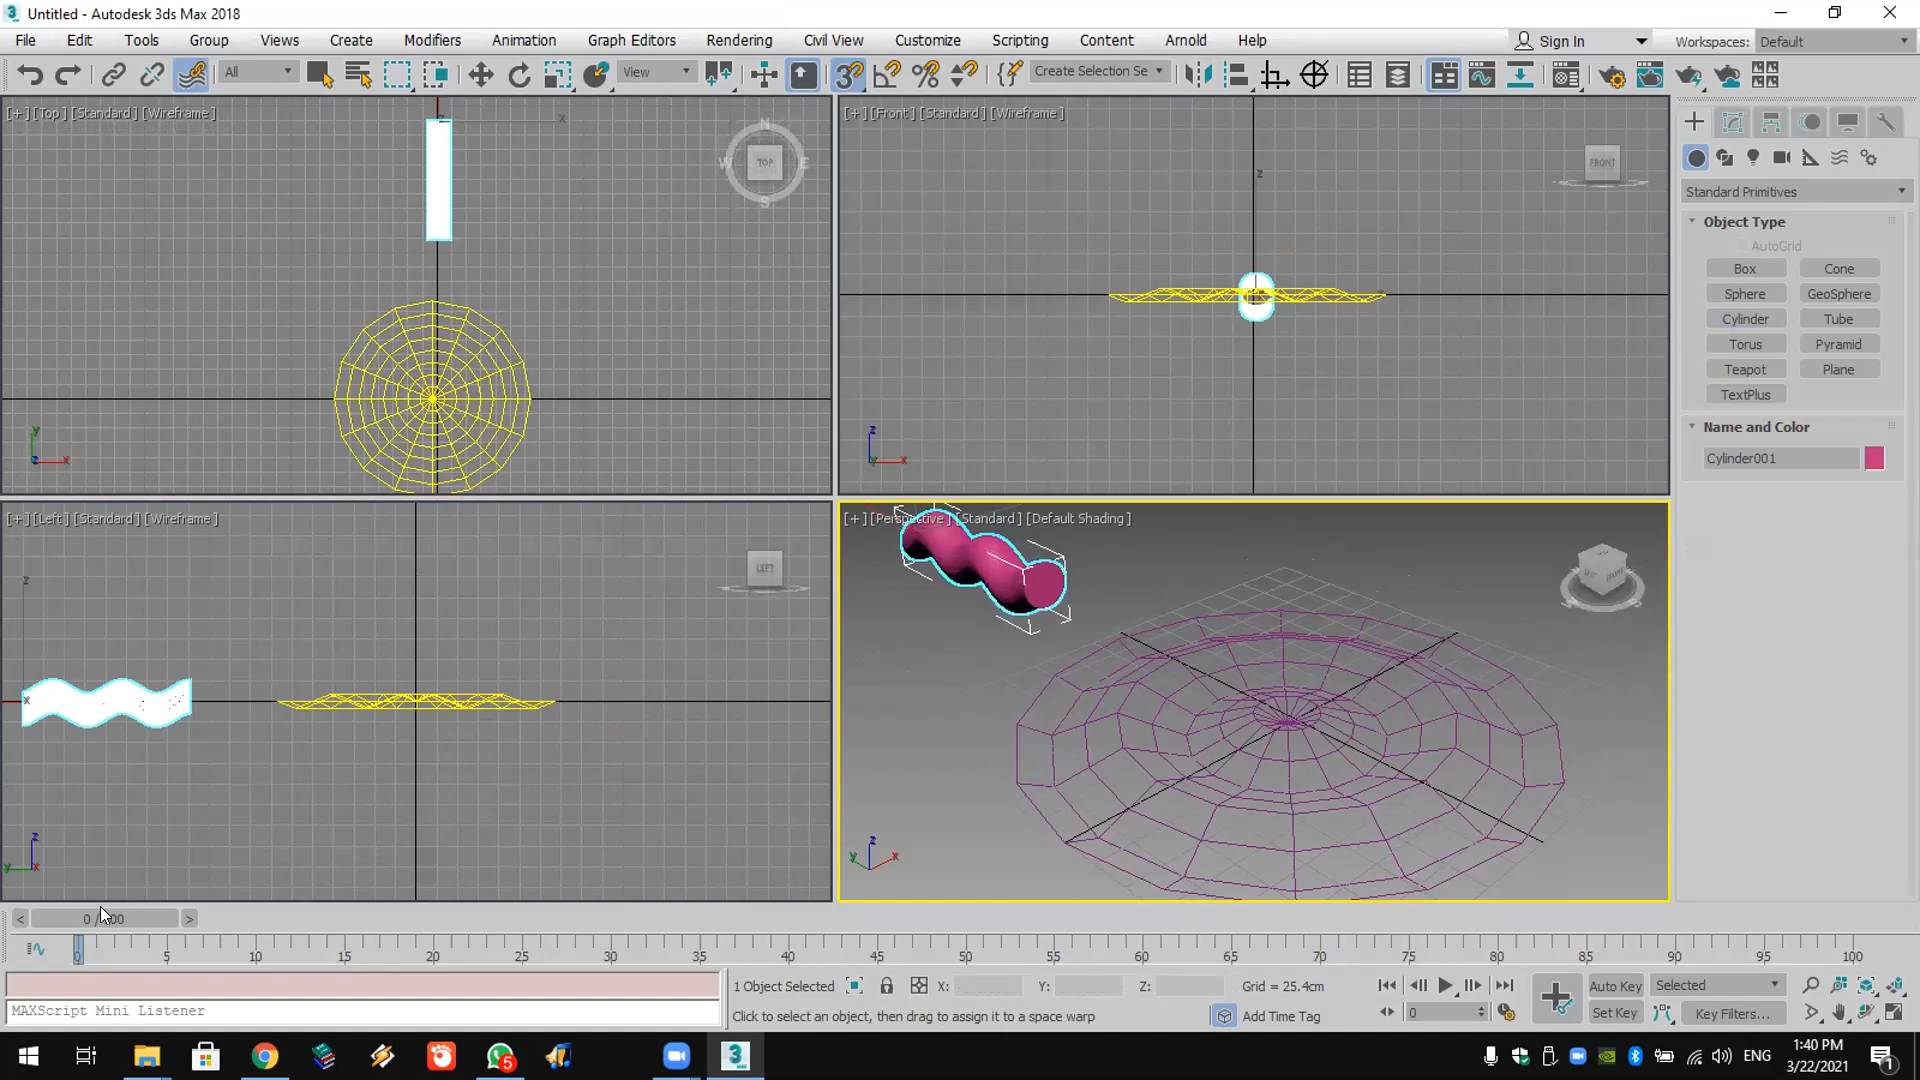 Untitled - Autodesk 3ds Max 2018
File Edit Tools Group Views Create Modifiers Animation Graph Editors Rendering Civil View Customize Scripting Content Arnold Help Sign In Workspaces: Default
All View Create Selection Se
[+] [Top] [Standard] [Wireframe]
[+] [Front] [Standard] [Wireframe]
N
W TOP E
S
x
z
FRONT
y
z x
z
y x
Standard Primitives
Object Type
AutoGrid
Box Cone
Sphere GeoSphere
Cylinder Tube
Torus Pyramid
Teapot Plane
TextPlus
Name and Color
Cylinder001
[+] [Left] [Standard] [Wireframe]
[+] [Perspective] [Standard] [Default Shading]
LEFT
z
x
z
y x
z
y x
< >
0 5 10 15 20 25 30 35 40 45 50 55 60 65 70 75 80 85 90 95 100
1 Object Selected X: Y: Z: Grid = 25.4cm Auto Key Selected
MAXScript Mini Listener
Click to select an object, then drag to assign it to a space warp Add Time Tag 0 Set Key Key Filters...
5
ENG
1:40 PM
3/22/2021
1